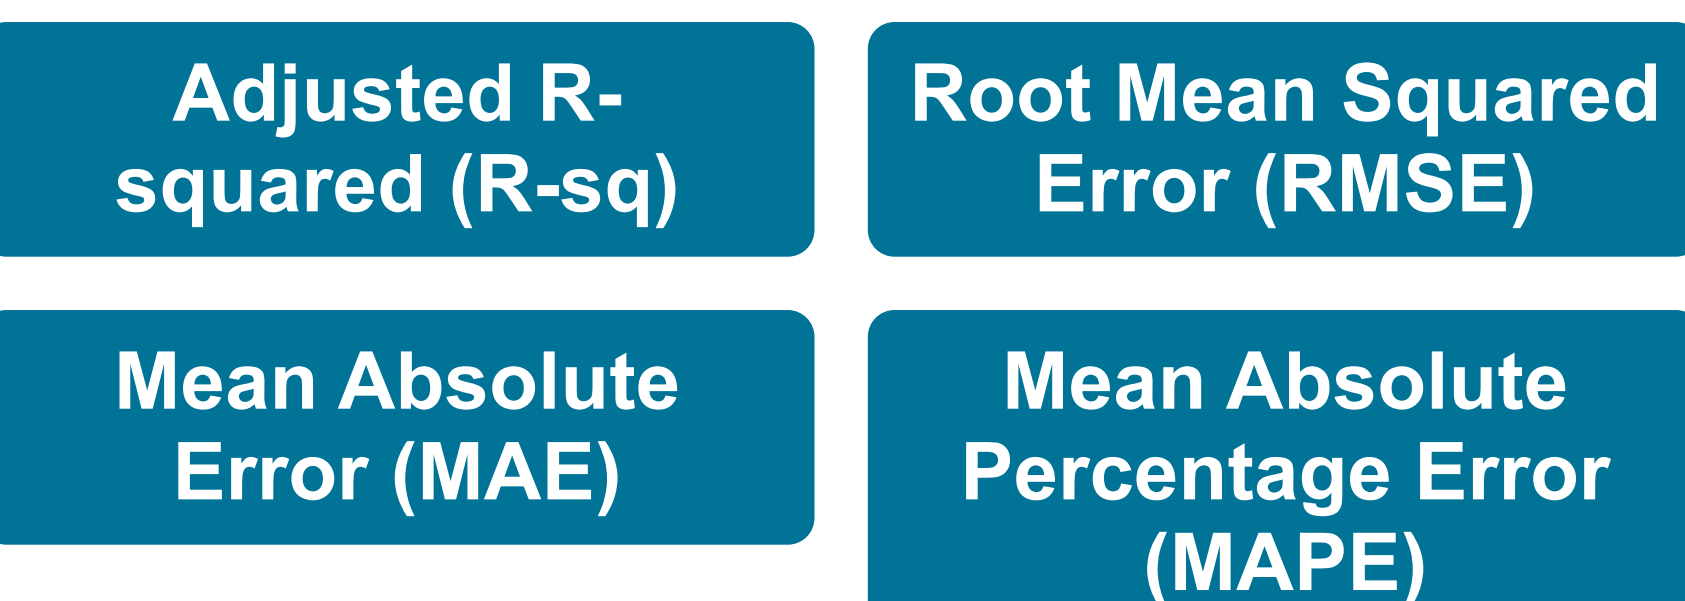 Adjusted R-
squared (R-sq)
Root Mean Squared
Error (RMSE)
Mean Absolute
Error (MAE)
Mean Absolute
Percentage Error
(MAPE)